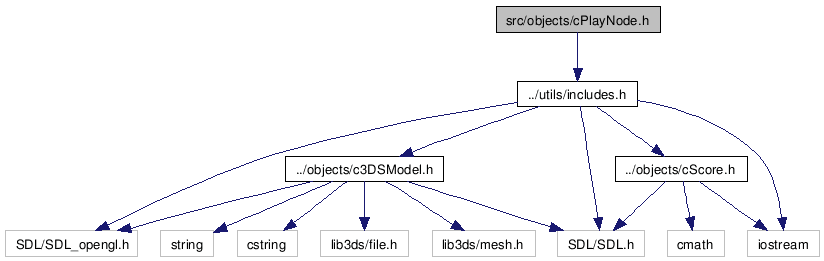 src/objects/cPlayNode.h
../utils/includes.h
../objects/c3DSModel.h
../objects/cScore.h
SDL/SDL_opengl.h
string
cstring
lib3ds/file.h
lib3ds/mesh.h
SDL/SDL.h
cmath
iostream